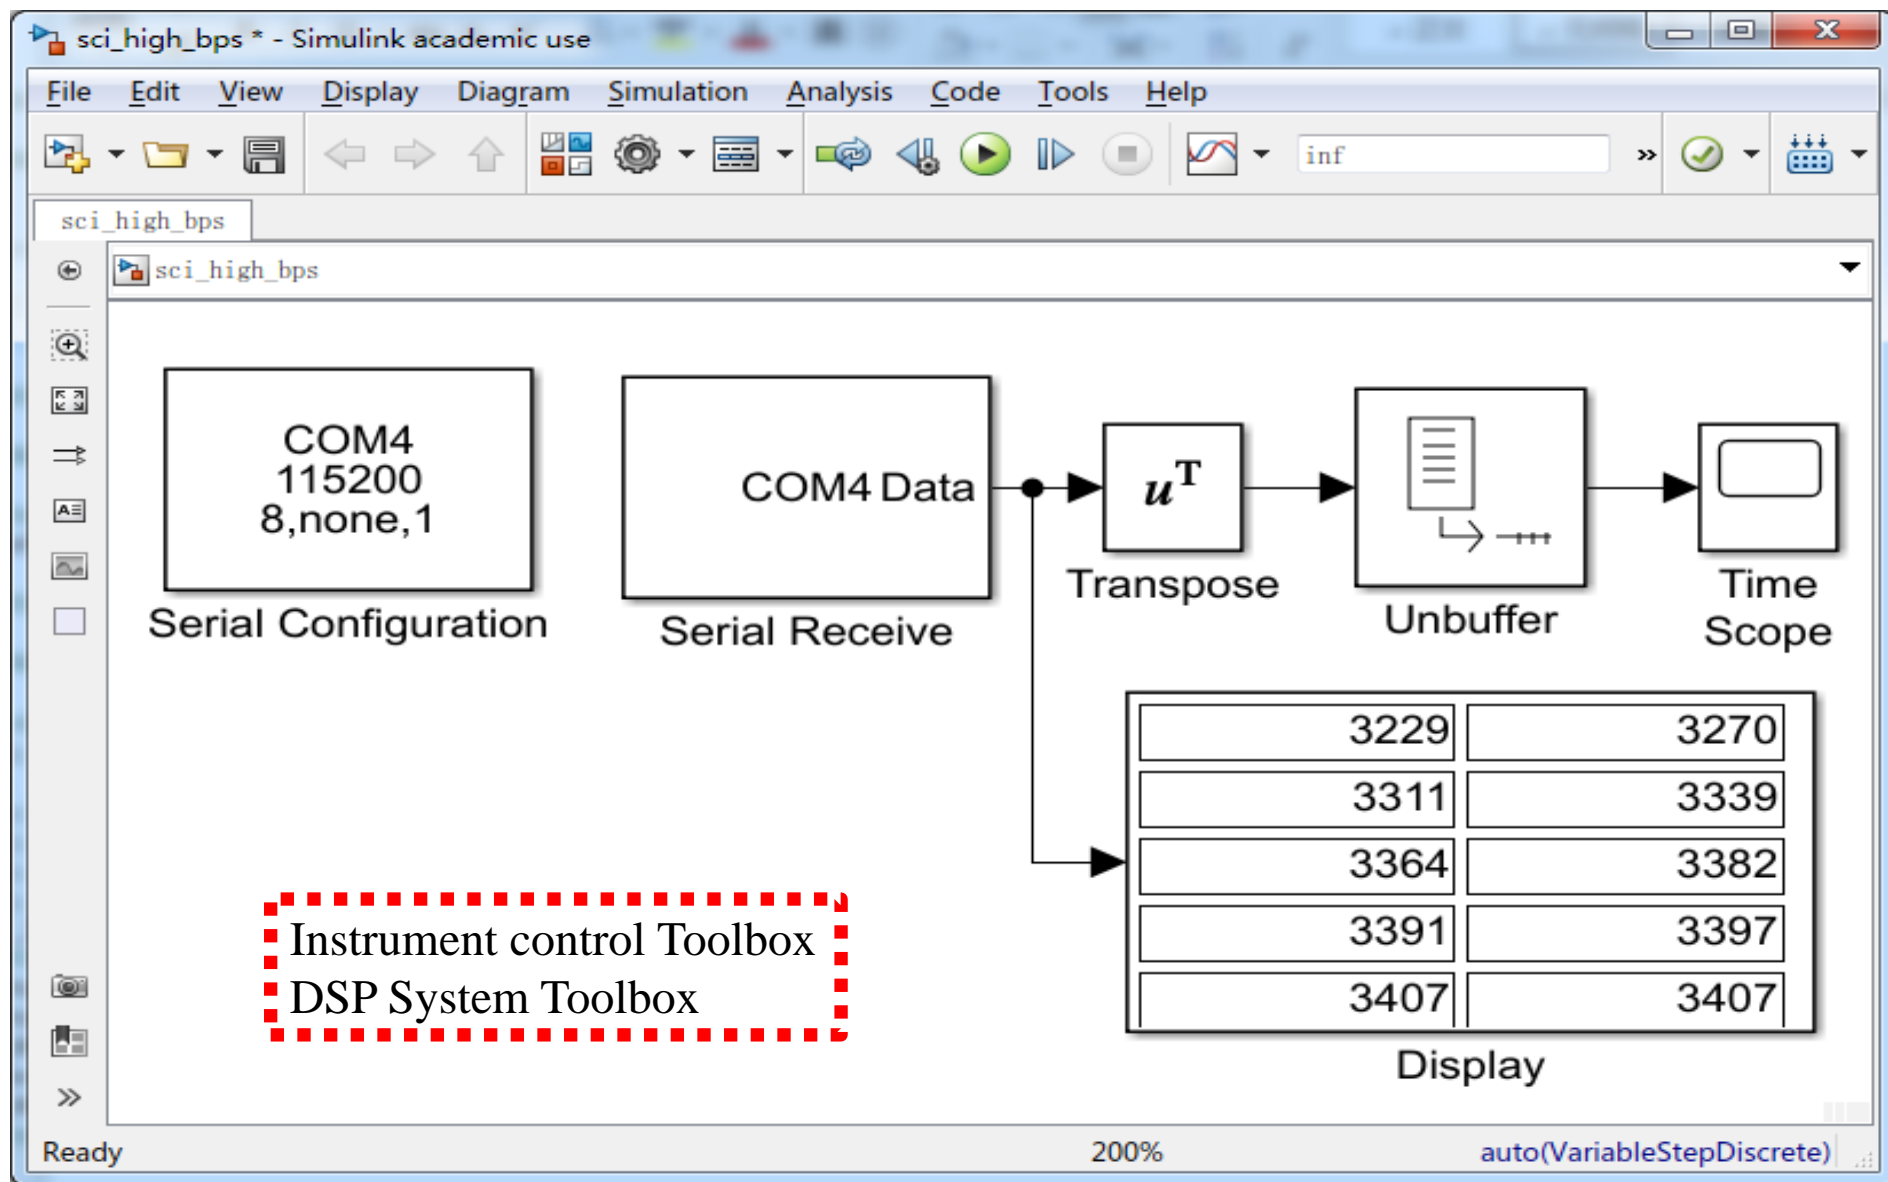 sci_high_bps * - Simulink academic use
File Edit View Display Diagram Simulation Analysis Code Tools Help
inf »
sci_high_bps
sci_high_bps
COM4
115200
8,none,1
Serial Configuration
COM4 Data
Serial Receive
uT
Transpose
Unbuffer
Time
Scope
3229 3270
3311 3339
3364 3382
3391 3397
3407 3407
Display
Instrument control Toolbox
DSP System Toolbox
Ready 200% auto(VariableStepDiscrete)